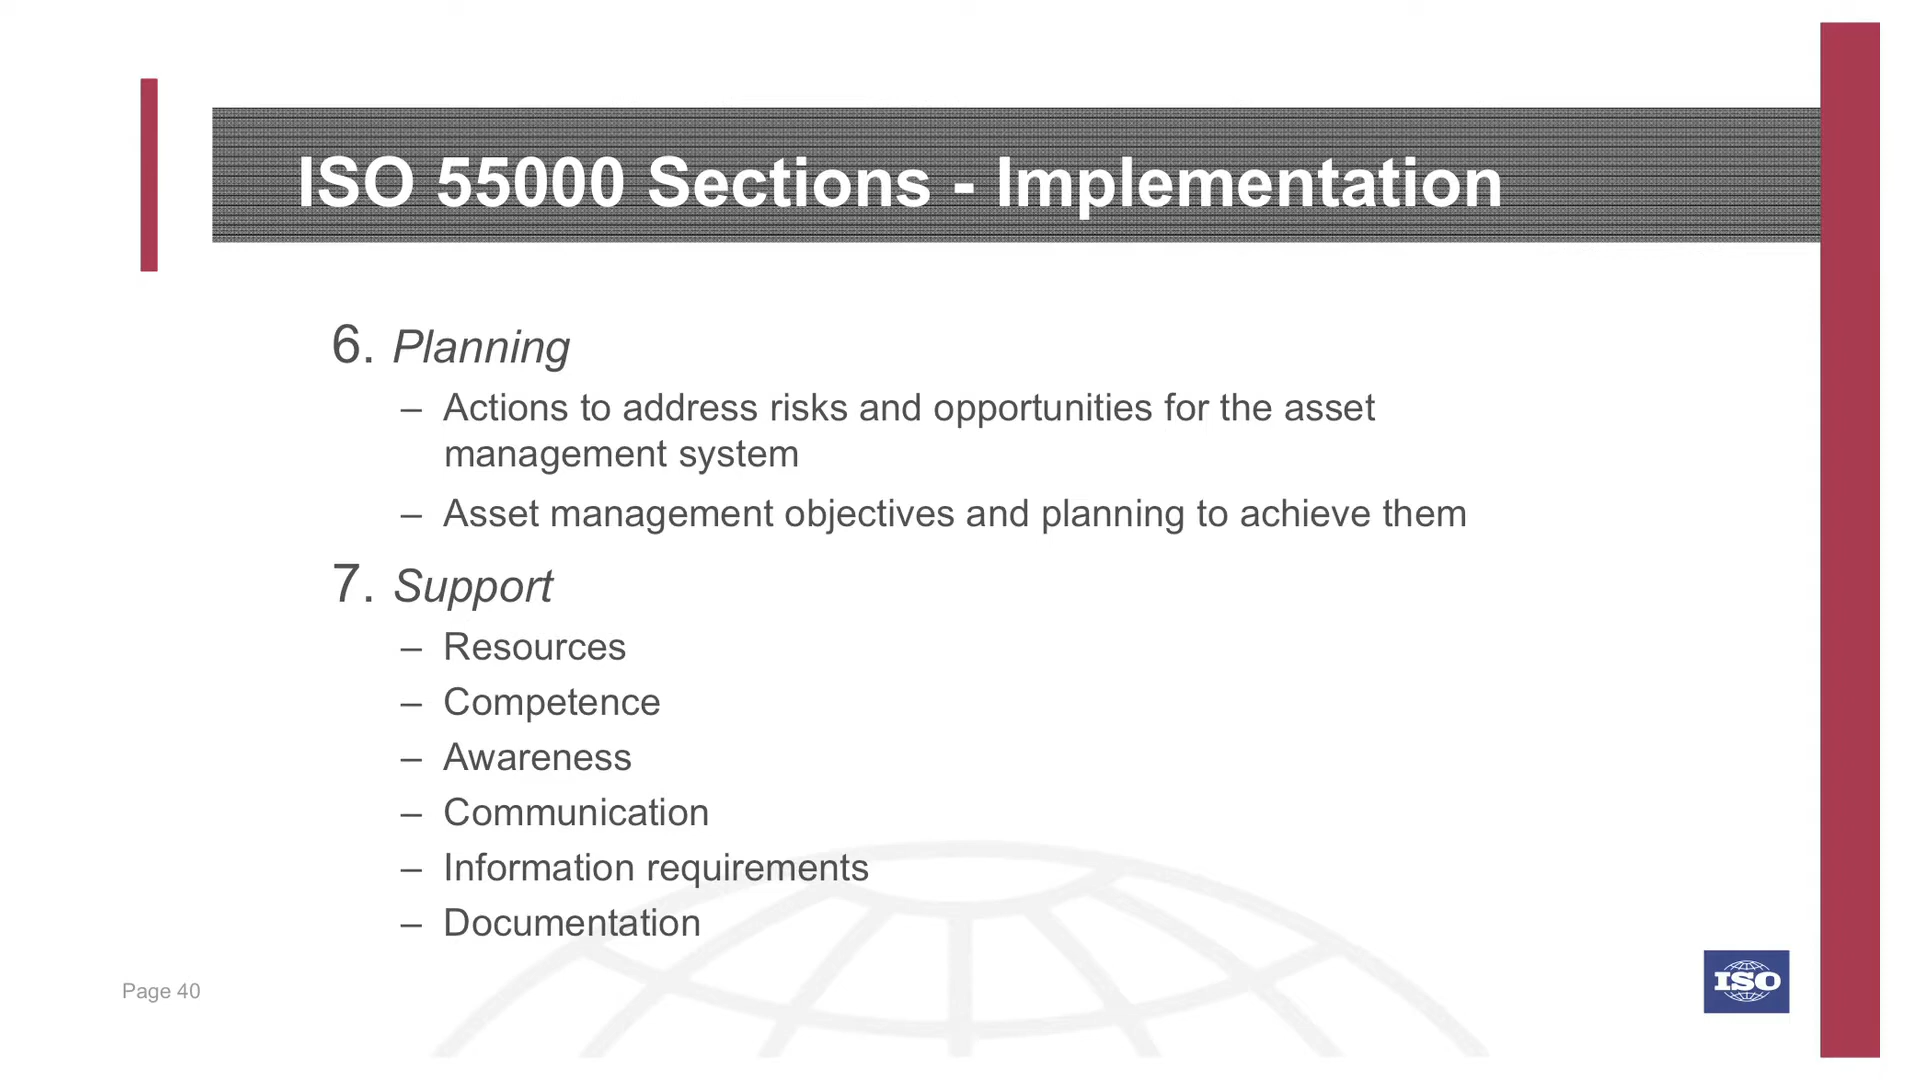 ISO 55000 Sections - Implementation
6. Planning
– Actions to address risks and opportunities for the asset
management system
– Asset management objectives and planning to achieve them
7. Support
– Resources
– Competence
– Awareness
– Communication
– Information requirements
– Documentation
Page 40
ISO